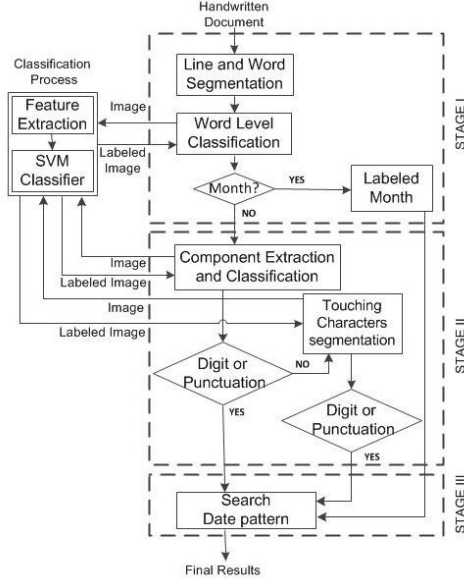 Handwritten
Document
Classification
Process
Line and Word
Segmentation
Feature
Extraction
Image
Word Level
Classification
SVM
Classifier
Labeled
Image
Month?
YES
Labeled
Month
NO
STAGE I
Component Extraction
and Classification
Image
Labeled Image
Image
Touching
Characters
segmentation
Labeled Image
Digit or
Punctuation
NO
YES
Digit or
Punctuation
YES
STAGE II
Search
Date pattern
STAGE III
Final Results